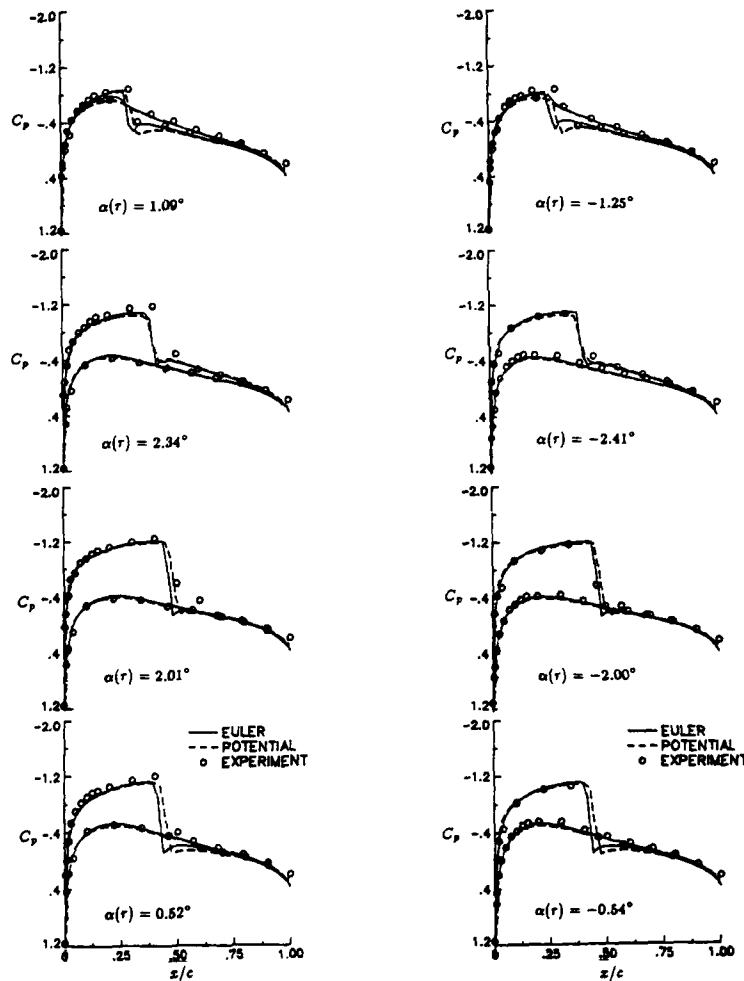 -2.0
-1.2
C_p -.4
.4
1.2
α(τ) = 1.09°
-2.0
-1.2
C_p -.4
.4
1.2
α(τ) = -1.25°
-2.0
-1.2
C_p -.4
.4
1.2
α(τ) = 2.34°
-2.0
-1.2
C_p -.4
.4
1.2
α(τ) = -2.41°
-2.0
-1.2
C_p -.4
.4
1.2
α(τ) = 2.01°
-2.0
-1.2
C_p -.4
.4
1.2
α(τ) = -2.00°
-2.0
EULER
POTENTIAL
EXPERIMENT
-1.2
C_p -.4
.4
α(τ) = 0.52°
1.2
0 .25 .50 .75 1.00
x/c
-2.0
EULER
POTENTIAL
EXPERIMENT
-1.2
C_p -.4
.4
α(τ) = -0.54°
1.2
0 .25 .50 .75 1.00
x/c